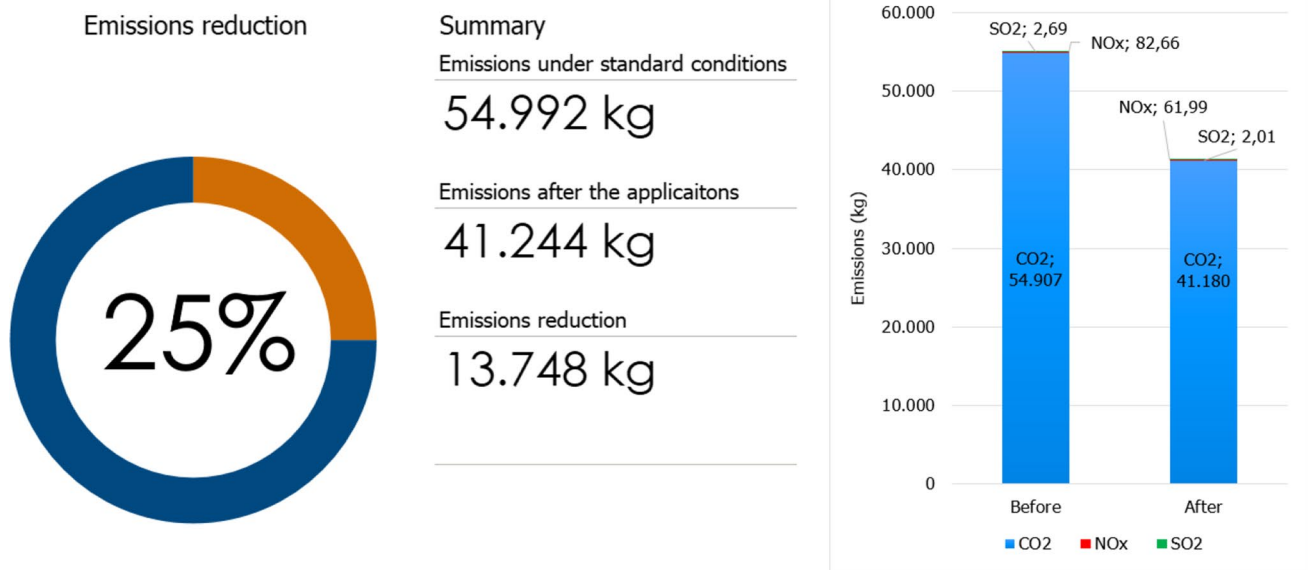 Emissions reduction
25%
Summary
Emissions under standard conditions
54.992 kg
Emissions after the applicaitons
41.244 kg
Emissions reduction
13.748 kg
Emissions (kg)
60.000
50.000
40.000
30.000
20.000
10.000
0
SO2; 2,69
NOx; 82,66
NOx; 61,99
SO2; 2,01
CO2;
54.907
CO2;
41.180
Before
After
CO2
NOx
SO2